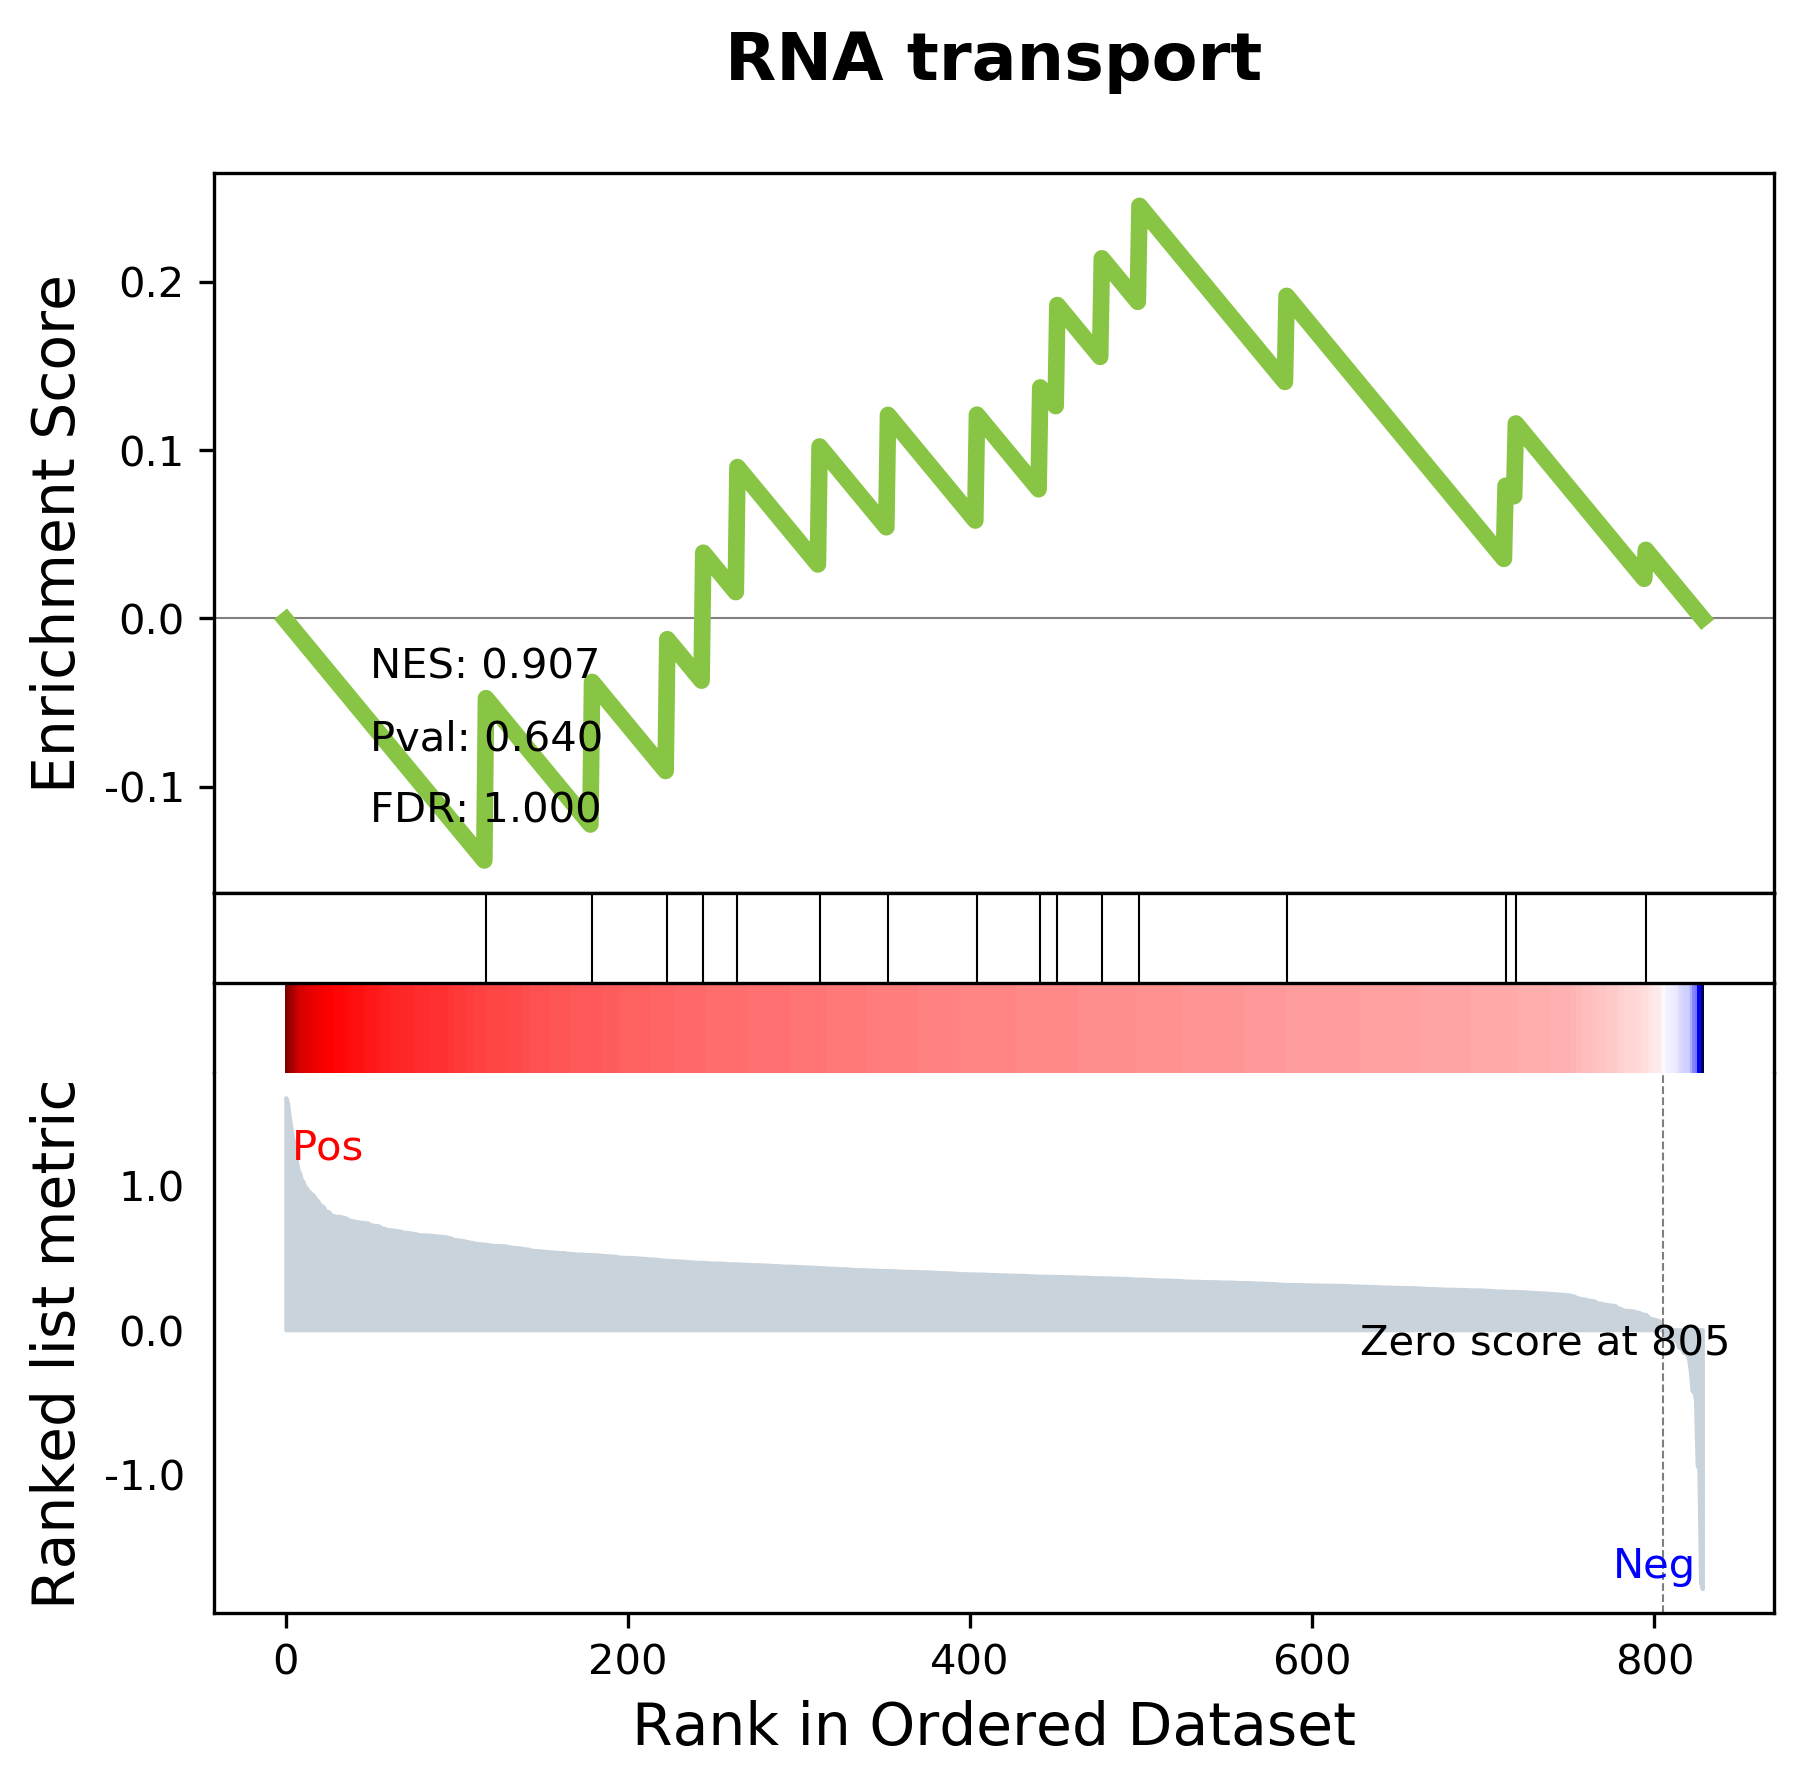 RNA transport
Enrichment Score
0.2
0.1
0.0
-0.1
NES: 0.907
Pval: 0.640
FDR: 1.000
Ranked list metric
Pos
1.0
0.0
-1.0
Zero score at 805
Neg
0 200 400 600 800
Rank in Ordered Dataset